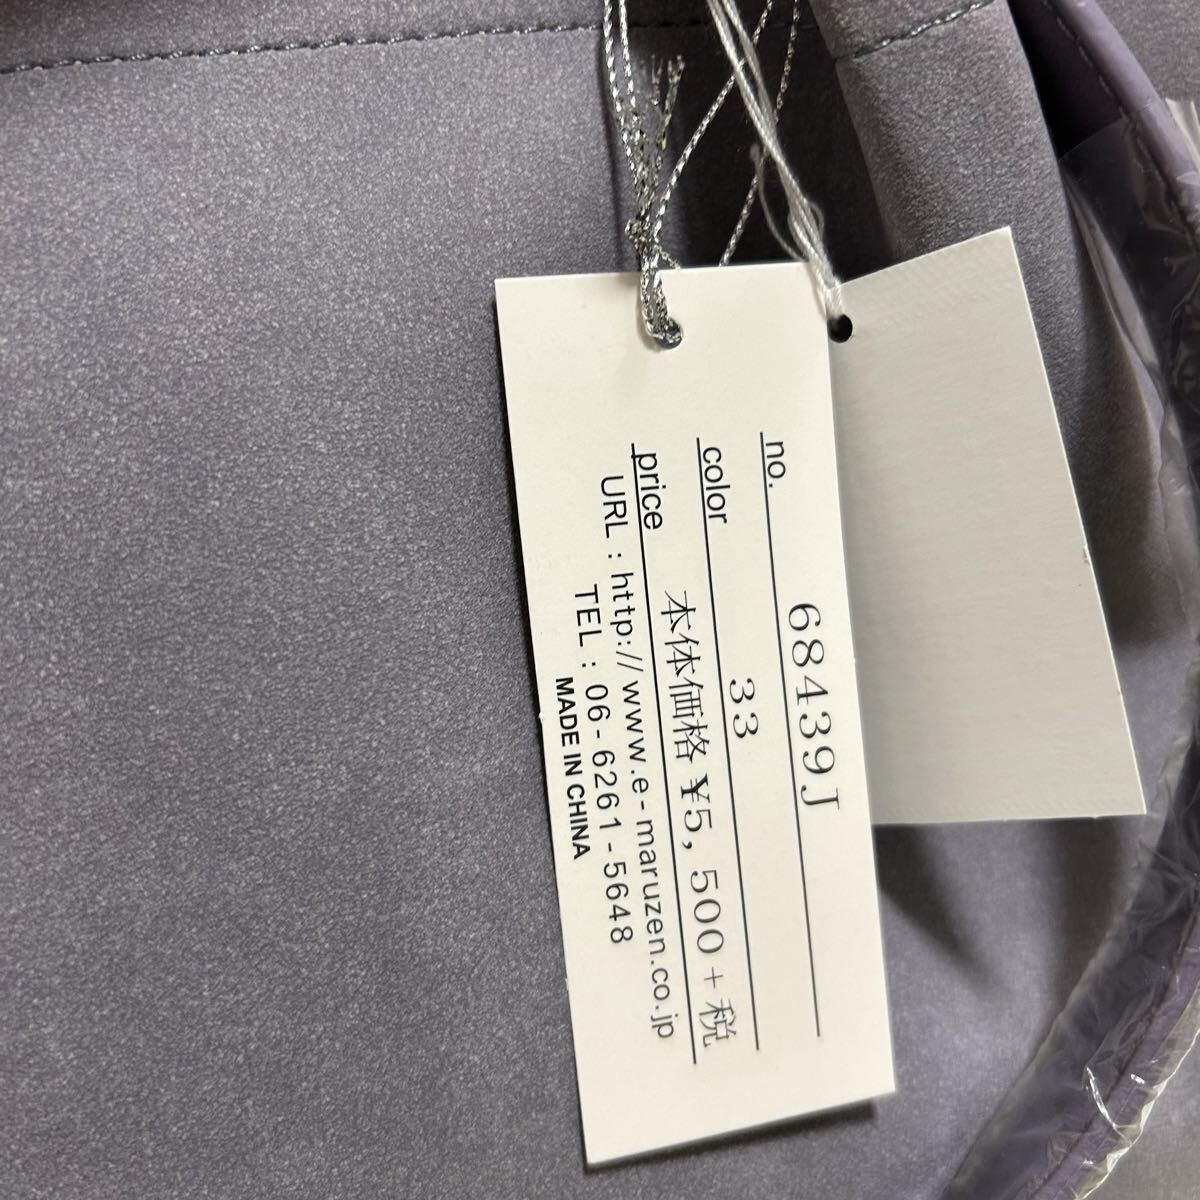 no. 68439J
color 33
price 本体価格 ¥5,500+税
URL : http://www.e-maruzen.co.jp
TEL : 06-6261-5648
MADE IN CHINA